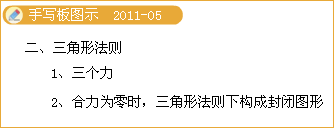 手写板图示 2011-05
二、三角形法则
1、三个力
2、合力为零时，三角形法则下构成封闭图形